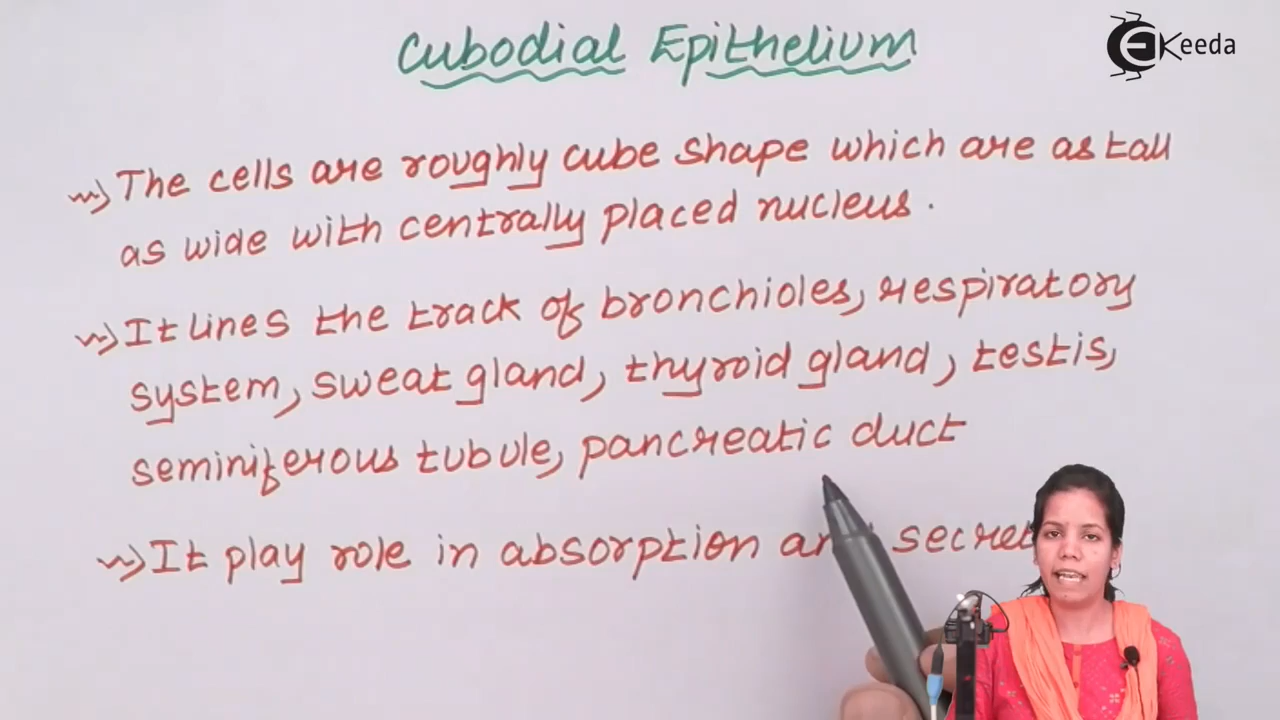 Cubodial Epithelium
EKeeda
The cells are roughly cube shape which are as tall
as wide with centrally placed nucleus.
It lines the track of bronchioles, respiratory
system, sweat gland, thyroid gland, testis,
seminiferous tubule, pancreatic duct
It play role in absorption